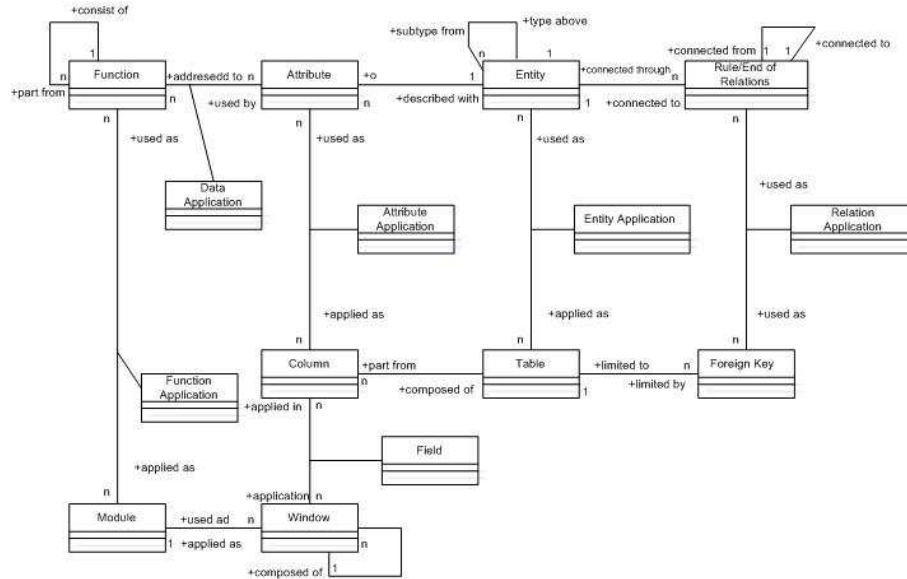 +consist of
+subtype from
+type above
n
1
1
+connected from
1
1
+connected to
n
Function
+part from
n
+addresedd to
n
Attribute
n
+used by
+o
1
+described with
Entity
1
+connected through
n
+connected to
Rule/End of
Relations
n
n
n
n
+used as
+used as
+used as
+used as
Data
Application
Attribute
Application
Entity Application
Relation
Application
+applied as
+applied as
+used as
n
n
n
Column
n
+part from
+composed of
Table
1
+limited to
n
+limited by
Foreign Key
Function
Application
+applied in
n
Field
+applied as
n
+application
n
Module
1
+used ad
n
+applied as
Window
n
+composed of
1